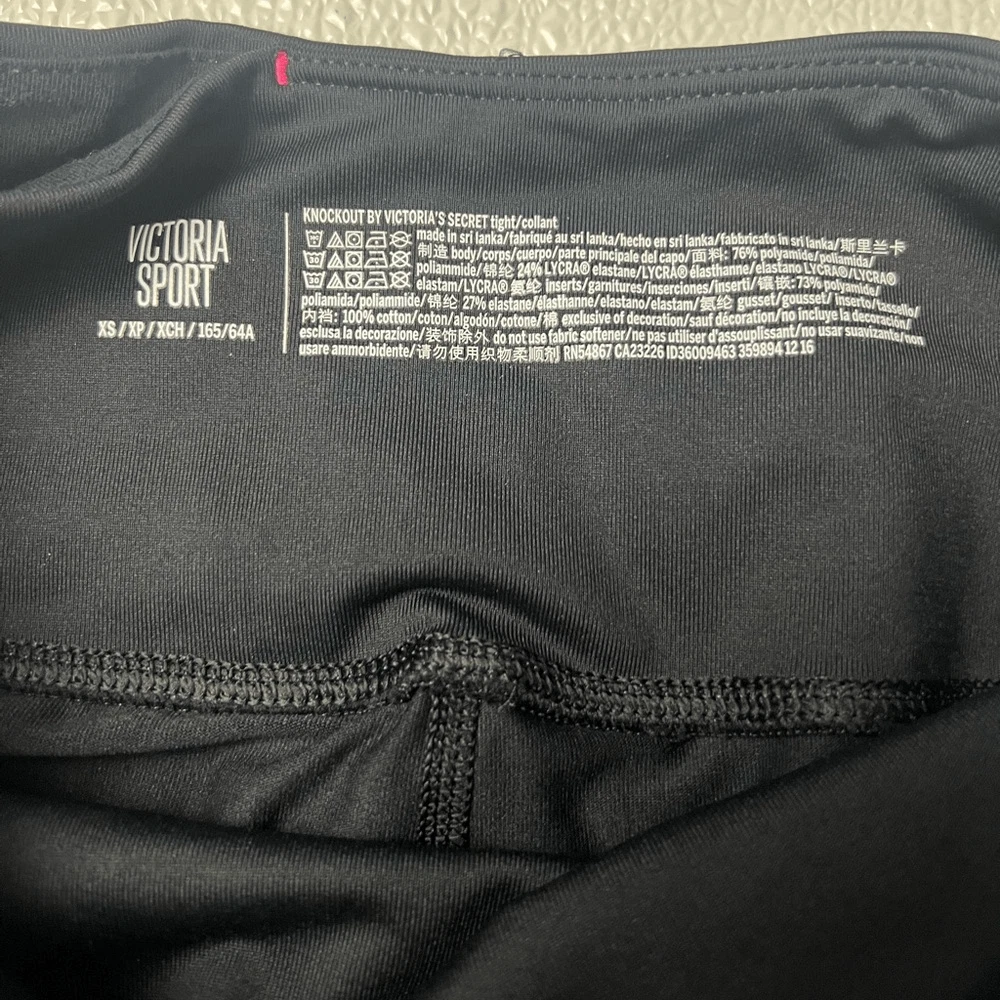 VICTORIA
SPORT
XS / XP / XCH / 165/64A
KNOCKOUT BY VICTORIA'S SECRET tight/collant
made in sri lanka/fabriqué au sri lanka/hecho en sri lanka/fabbricato in sri lanka/斯里兰卡
制造 body/corps/cuerpo/parte principale del capo/面料: 76% polyamide/poliamida/
poliammide/锦纶 24% LYCRA® elastane/LYCRA® élasthanne/elastano LYCRA®/LYCRA®
elastam/LYCRA® 氨纶 inserts/garnitures/inserciones/inserti/镶嵌:73% polyamide/
poliamida/poliammide/锦纶 27% elastane/élasthanne/elastano/elastam/氨纶 gusset/gousset/inserto/tassello/
内裆: 100% cotton/coton/algodón/cotone/棉 exclusive of decoration/sauf décoration/no incluye la decoración/
esclusa la decorazione/装饰除外 do not use fabric softener/ne pas utiliser d'assouplissant/no usar suavizante/non
usare ammorbidente/请勿使用织物柔顺剂 RN54867 CA23226 ID36009463 359894 12 16